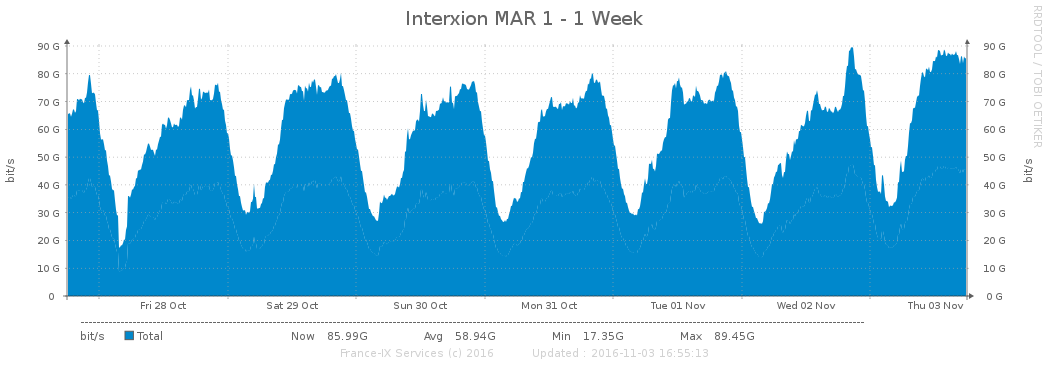 Interxion MAR 1 - 1 Week
RRDTOOL / TOBI OETIKER
90 G 90 G
80 G 80 G
70 G 70 G
60 G 60 G
50 G 50 G
40 G 40 G
30 G 30 G
20 G 20 G
10 G 10 G
0 0 G
bit/s bit/s
Fri 28 Oct Sat 29 Oct Sun 30 Oct Mon 31 Oct Tue 01 Nov Wed 02 Nov Thu 03 Nov
bit/s Total Now 85.99G Avg 58.94G Min 17.35G Max 89.45G
France-IX Services (c) 2016 Updated : 2016-11-03 16:55:13